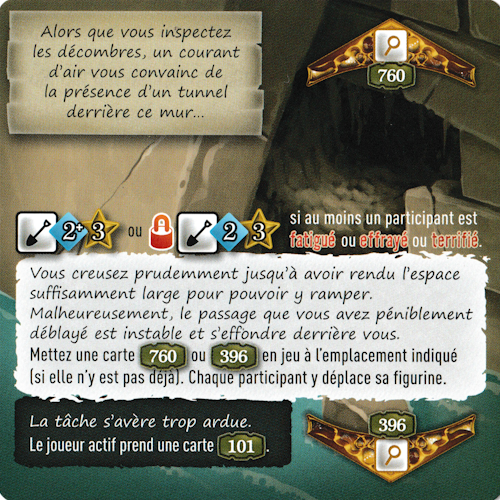 Alors que vous inspectez
les décombres, un courant
d'air vous convainc de
la présence d'un tunnel
derrière ce mur...
760
2+ 3 ou 2 3
si au moins un participant est
fatigué ou effrayé ou terrifié.
Vous creusez prudemment jusqu'à avoir rendu l'espace
suffisamment large pour pouvoir y ramper.
Malheureusement, le passage que vous avez péniblement
déblayé est instable et s'effondre derrière vous.
Mettez une carte 760 ou 396 en jeu à l'emplacement indiqué
(si elle n'y est pas déjà). Chaque participant y déplace sa figurine.
La tâche s'avère trop ardue.
Le joueur actif prend une carte 101.
396